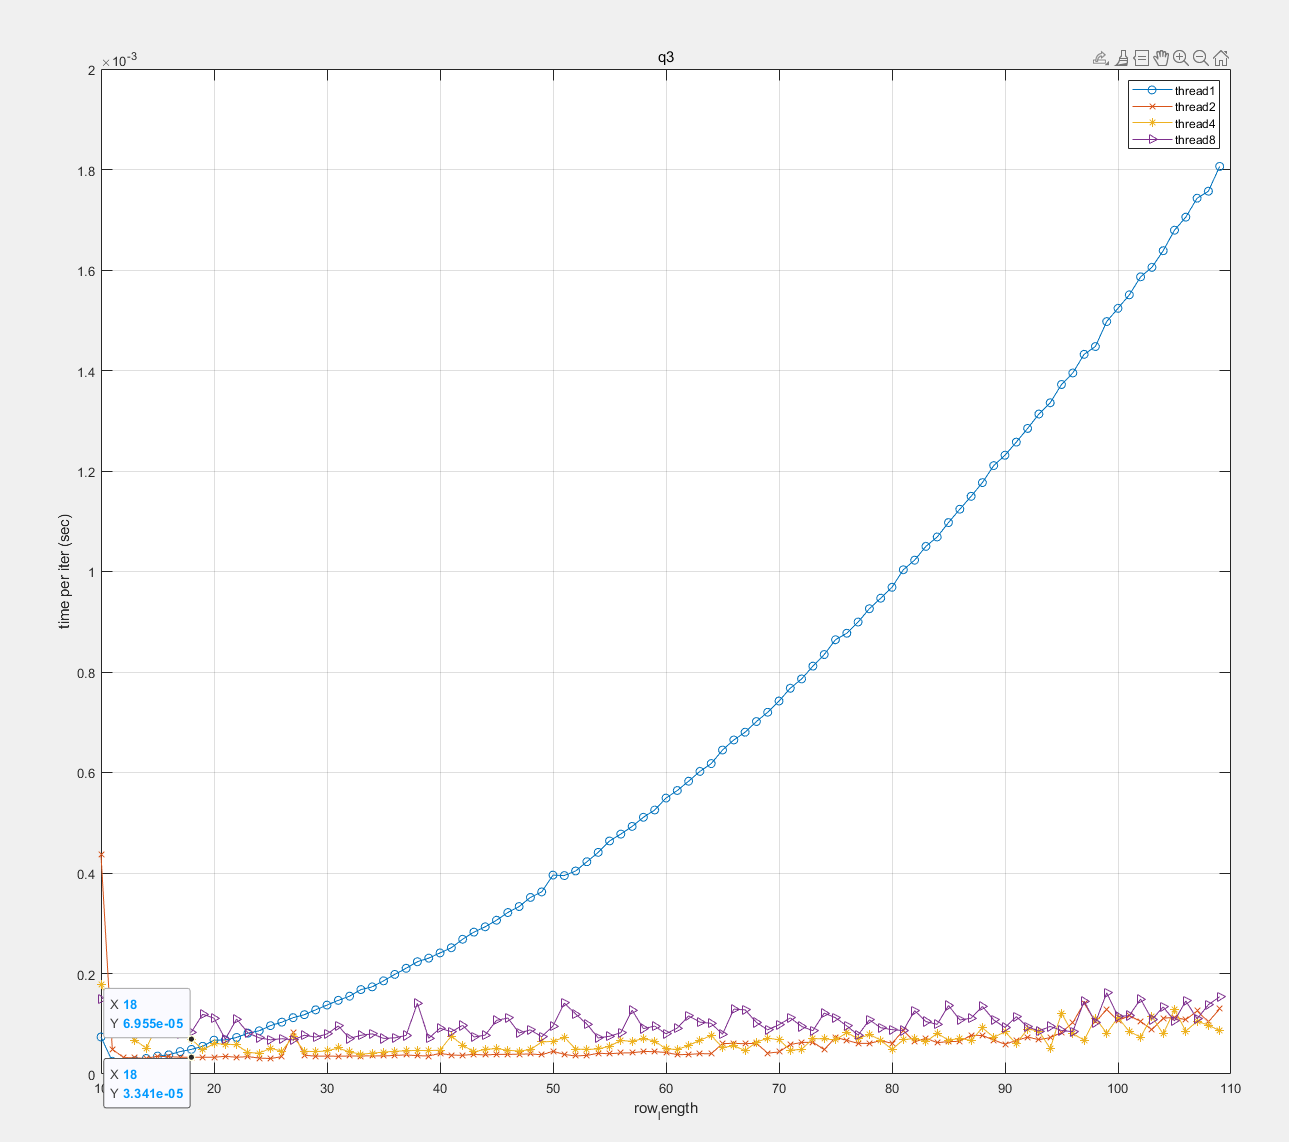 q3
×10-3
2
1.8
1.6
1.4
1.2
1
0.8
0.6
0.4
0.2
0
time per iter (sec)
thread1
thread2
thread4
thread8
X 18
Y 6.955e-05
X 18
Y 3.341e-05
10 20 30 40 50 60 70 80 90 100 110
rowlength